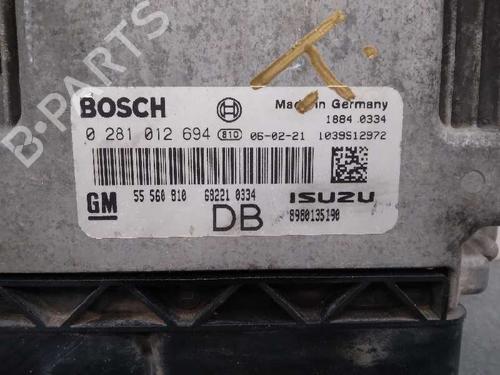 B-PARTS
BOSCH Made in Germany
1884 0334
0 281 012 694 810 06-02-21 1039S12972
GM 55 560 810 69221 0334 ISUZU
DB 8980135190